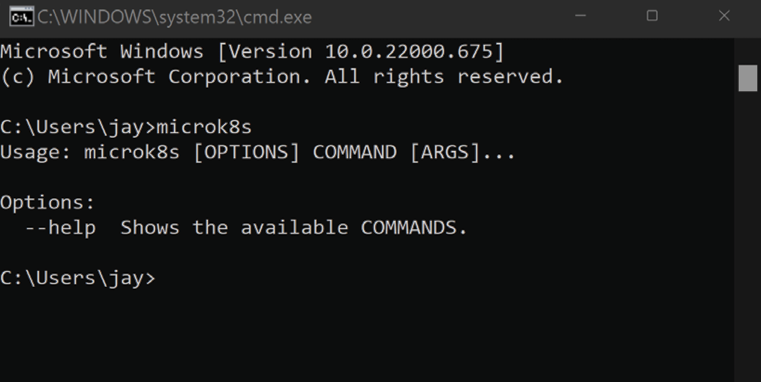 C:\WINDOWS\system32\cmd.exe
Microsoft Windows [Version 10.0.22000.675]
(c) Microsoft Corporation. All rights reserved.
C:\Users\jay>microk8s
Usage: microk8s [OPTIONS] COMMAND [ARGS]...
Options:
--help  Shows the available COMMANDS.
C:\Users\jay>